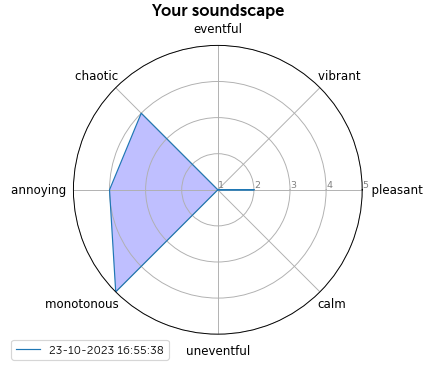 Your soundscape
eventful
chaotic
vibrant
annoying
1
2
3
4
5
pleasant
monotonous
calm
uneventful
23-10-2023 16:55:38